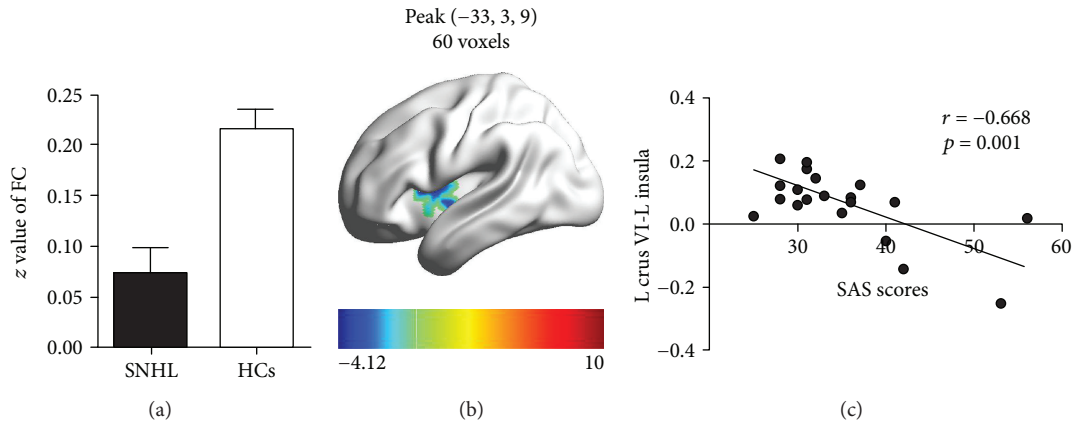 Peak (−33, 3, 9)
60 voxels
z value of FC
0.25
0.20
0.15
0.10
0.05
0.00
SNHL
HCs
(a)
−4.12
10
(b)
L crus VI-L insula
0.4
0.2
0.0
−0.2
−0.4
30
40
50
60
SAS scores
r = −0.668
p = 0.001
(c)